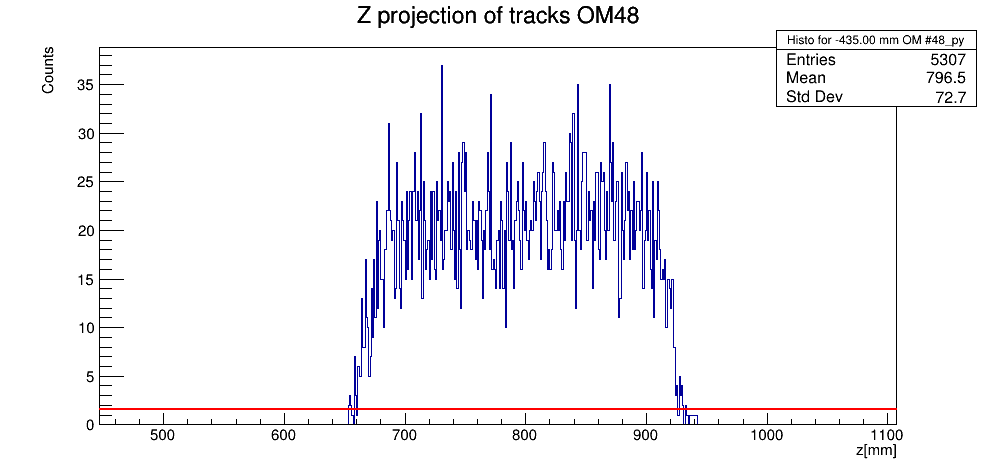 Z projection of tracks OM48
Histo for -435.00 mm OM #48_py
Entries 5307
Mean 796.5
Std Dev 72.7
Counts
35
30
25
20
15
10
5
0
500 600 700 800 900 1000 1100
z[mm]